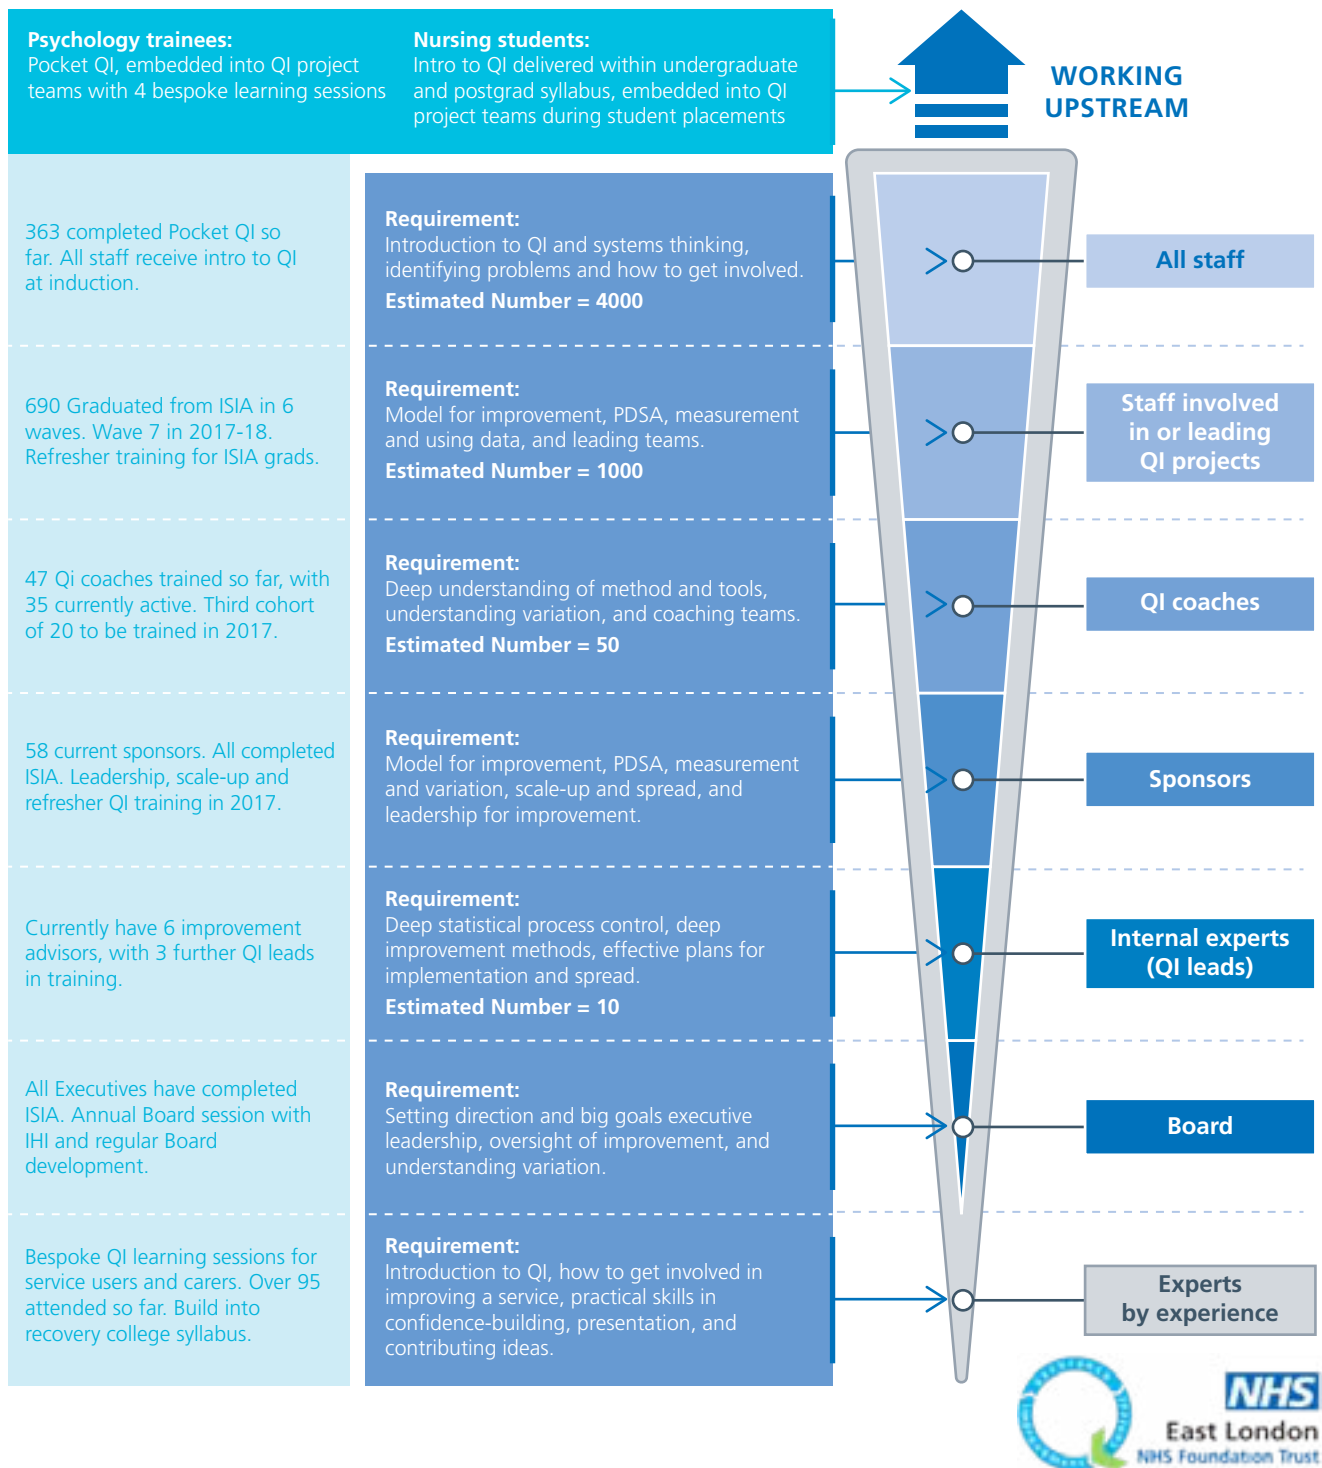 Psychology trainees:
Pocket QI, embedded into QI project
teams with 4 bespoke learning sessions
Nursing students:
Intro to QI delivered within undergraduate
and postgrad syllabus, embedded into QI
project teams during student placements
WORKING
UPSTREAM
363 completed Pocket QI so
far. All staff receive intro to QI
at induction.
Requirement:
Introduction to QI and systems thinking,
identifying problems and how to get involved.
Estimated Number = 4000
All staff
690 Graduated from ISIA in 6
waves. Wave 7 in 2017-18.
Refresher training for ISIA grads.
Requirement:
Model for improvement, PDSA, measurement
and using data, and leading teams.
Estimated Number = 1000
Staff involved
in or leading
QI projects
47 Qi coaches trained so far, with
35 currently active. Third cohort
of 20 to be trained in 2017.
Requirement:
Deep understanding of method and tools,
understanding variation, and coaching teams.
Estimated Number = 50
QI coaches
58 current sponsors. All completed
ISIA. Leadership, scale-up and
refresher QI training in 2017.
Requirement:
Model for improvement, PDSA, measurement
and variation, scale-up and spread, and
leadership for improvement.
Sponsors
Currently have 6 improvement
advisors, with 3 further QI leads
in training.
Requirement:
Deep statistical process control, deep
improvement methods, effective plans for
implementation and spread.
Estimated Number = 10
Internal experts
(QI leads)
All Executives have completed
ISIA. Annual Board session with
IHI and regular Board
development.
Requirement:
Setting direction and big goals executive
leadership, oversight of improvement, and
understanding variation.
Board
Bespoke QI learning sessions for
service users and carers. Over 95
attended so far. Build into
recovery college syllabus.
Requirement:
Introduction to QI, how to get involved in
improving a service, practical skills in
confidence-building, presentation, and
contributing ideas.
Experts
by experience
NHS
East London
NHS Foundation Trust